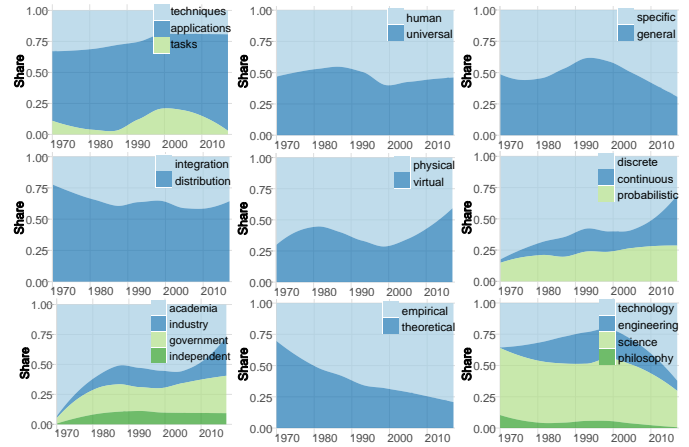 1.00
0.75
0.50
0.25
0.00
Share
techniques
applications
tasks
1970 1980 1990 2000 2010
1.00
0.75
0.50
0.25
0.00
Share
human
universal
1970 1980 1990 2000 2010
1.00
0.75
0.50
0.25
0.00
Share
specific
general
1970 1980 1990 2000 2010
1.00
0.75
0.50
0.25
0.00
Share
integration
distribution
1970 1980 1990 2000 2010
1.00
0.75
0.50
0.25
0.00
Share
physical
virtual
1970 1980 1990 2000 2010
1.00
0.75
0.50
0.25
0.00
Share
discrete
continuous
probabilistic
1970 1980 1990 2000 2010
1.00
0.75
0.50
0.25
0.00
Share
academia
industry
government
independent
1970 1980 1990 2000 2010
1.00
0.75
0.50
0.25
0.00
Share
empirical
theoretical
1970 1980 1990 2000 2010
1.00
0.75
0.50
0.25
0.00
Share
technology
engineering
science
philosophy
1970 1980 1990 2000 2010